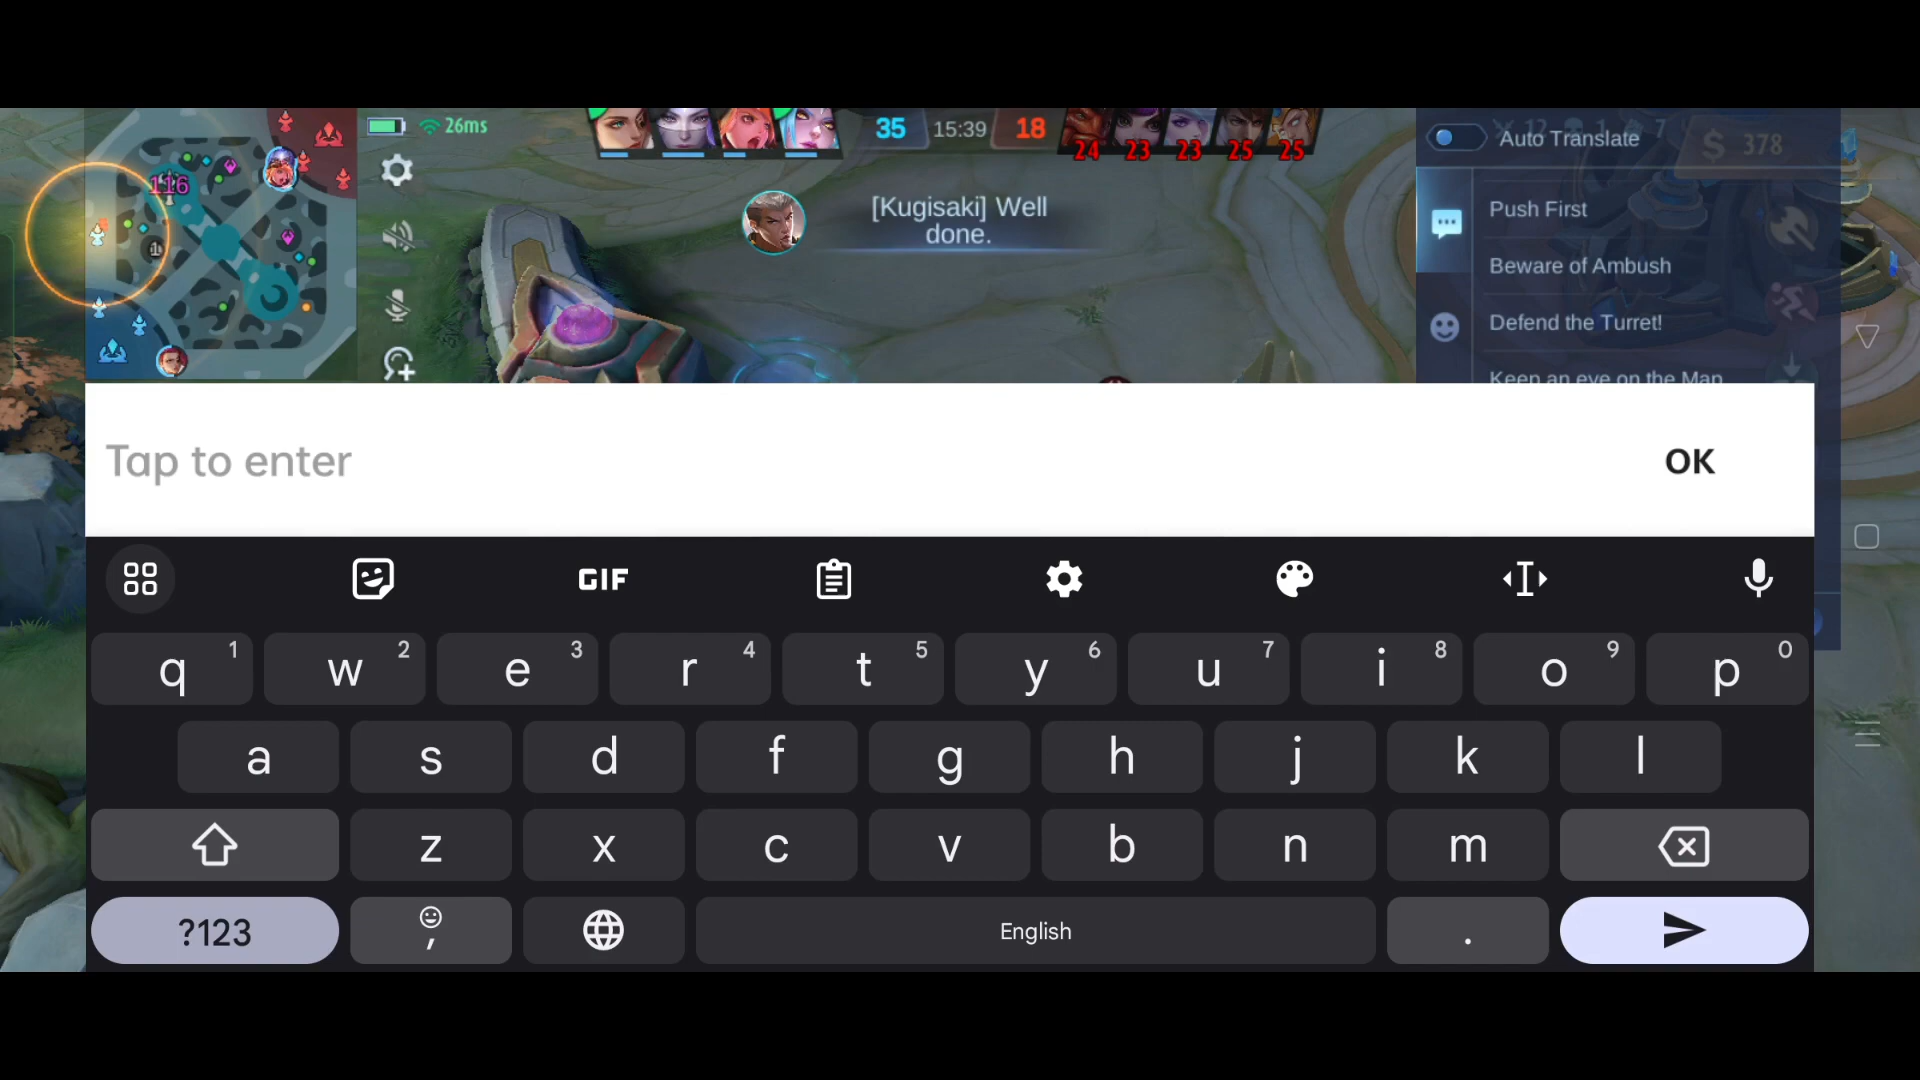 26ms
35 15:39 18
24 23 23 25 25
Auto Translate
378
116
[Kugisaki] Well
done.
Push First
Beware of Ambush
Defend the Turret!
Keep an eye on the Map
Tap to enter
OK
GIF
q 1 w 2 e 3 r 4 t 5 y 6 u 7 i 8 o 9 p 0
a s d f g h j k l
z x c v b n m
?123 , English .